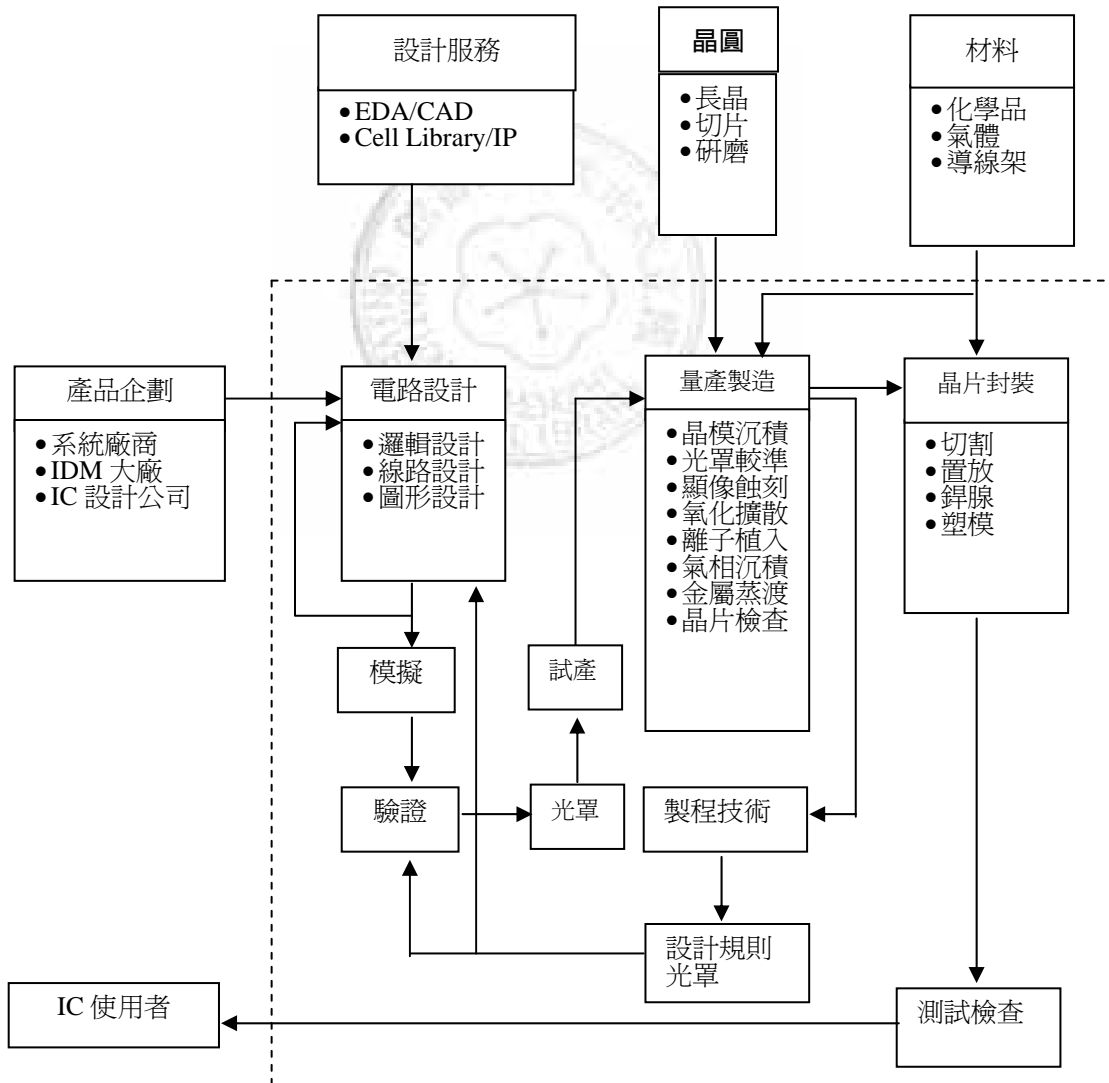 設計服務
●EDA/CAD
●Cell Library/IP
晶圓
●長晶
●切片
●研磨
材料
●化學品
●氣體
●導線架
產品企劃
●系統廠商
●IDM 大廠
●IC 設計公司
電路設計
●邏輯設計
●線路設計
●圖形設計
量產製造
●晶模沉積
●光罩較準
●顯像蝕刻
●氧化擴散
●離子植入
●氣相沉積
●金屬蒸渡
●晶片檢查
晶片封裝
●切割
●置放
●銲腺
●塑模
模擬
試產
驗證
光罩
製程技術
設計規則
光罩
IC 使用者
測試檢查